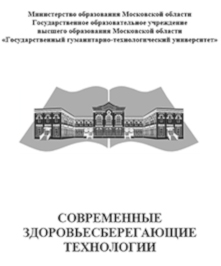 Министерство образования Московской области
Государственное образовательное учреждение
высшего образования Московской области
«Государственный гуманитарно-технологический университет»
СОВРЕМЕННЫЕ
ЗДОРОВЬЕСБЕРЕГАЮЩИЕ
ТЕХНОЛОГИИ